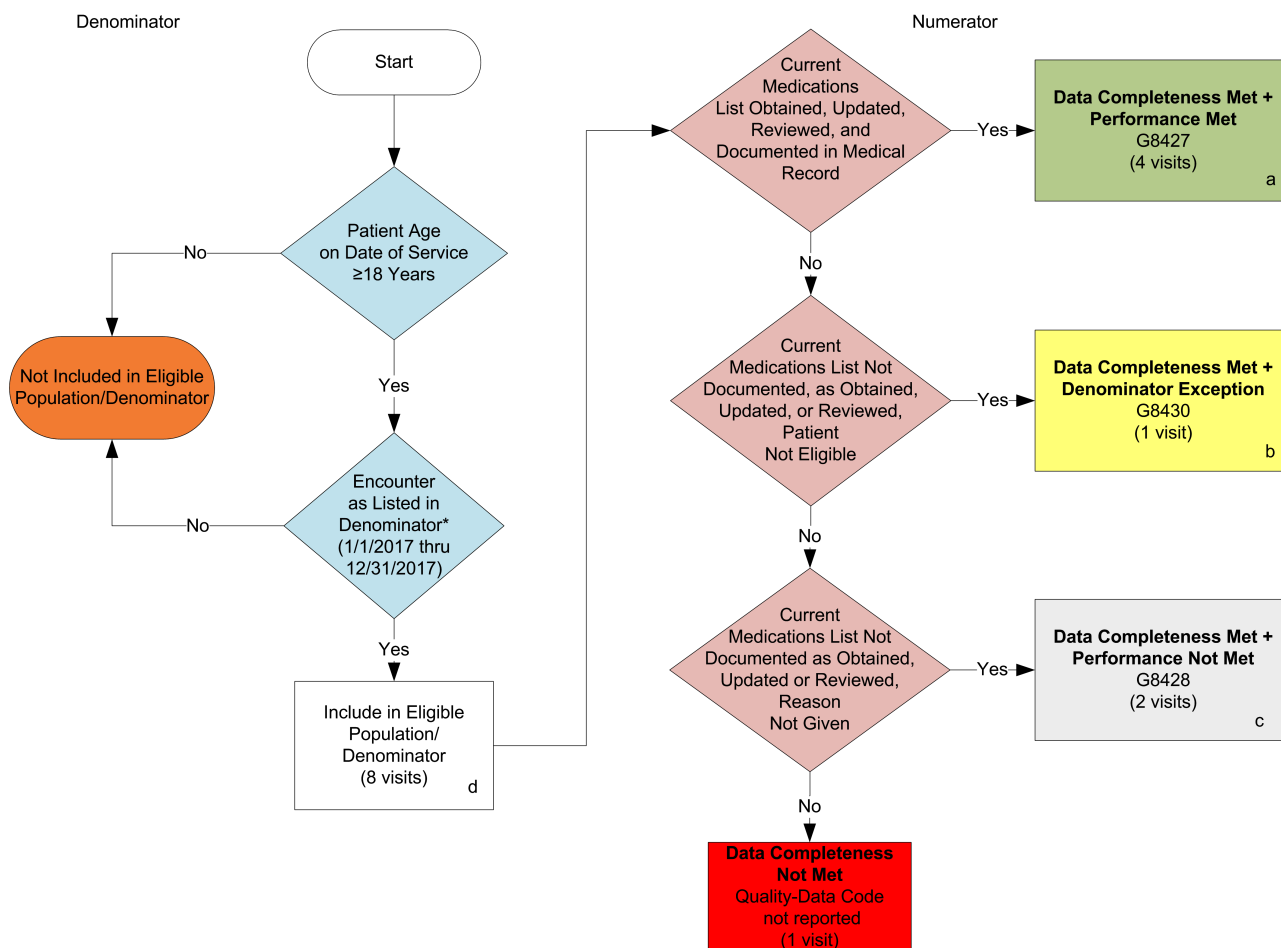 Denominator
Numerator
Start
Patient Age
on Date of Service
≥18 Years
No
Not Included in Eligible
Population/Denominator
Yes
Encounter
as Listed in
Denominator*
(1/1/2017 thru
12/31/2017)
No
Yes
Include in Eligible
Population/
Denominator
(8 visits)
d
Current
Medications
List Obtained, Updated,
Reviewed, and
Documented in Medical
Record
Yes
Data Completeness Met +
Performance Met
G8427
(4 visits)
a
No
Current
Medications List Not
Documented, as Obtained,
Updated, or Reviewed,
Patient
Not Eligible
Yes
Data Completeness Met +
Denominator Exception
G8430
(1 visit)
b
No
Current
Medications List Not
Documented as Obtained,
Updated or Reviewed,
Reason
Not Given
Yes
Data Completeness Met +
Performance Not Met
G8428
(2 visits)
c
No
Data Completeness
Not Met
Quality-Data Code
not reported
(1 visit)